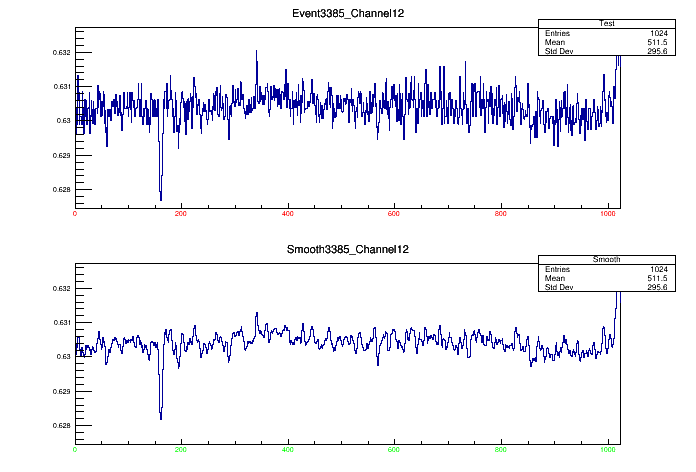 Event3385_Channel12
Test
Entries 1024
Mean 511.5
Std Dev 295.6
0.632
0.631
0.63
0.629
0.628
0 200 400 600 800 1000
Smooth3385_Channel12
Smooth
Entries 1024
Mean 511.5
Std Dev 295.6
0.632
0.631
0.63
0.629
0.628
0 200 400 600 800 1000